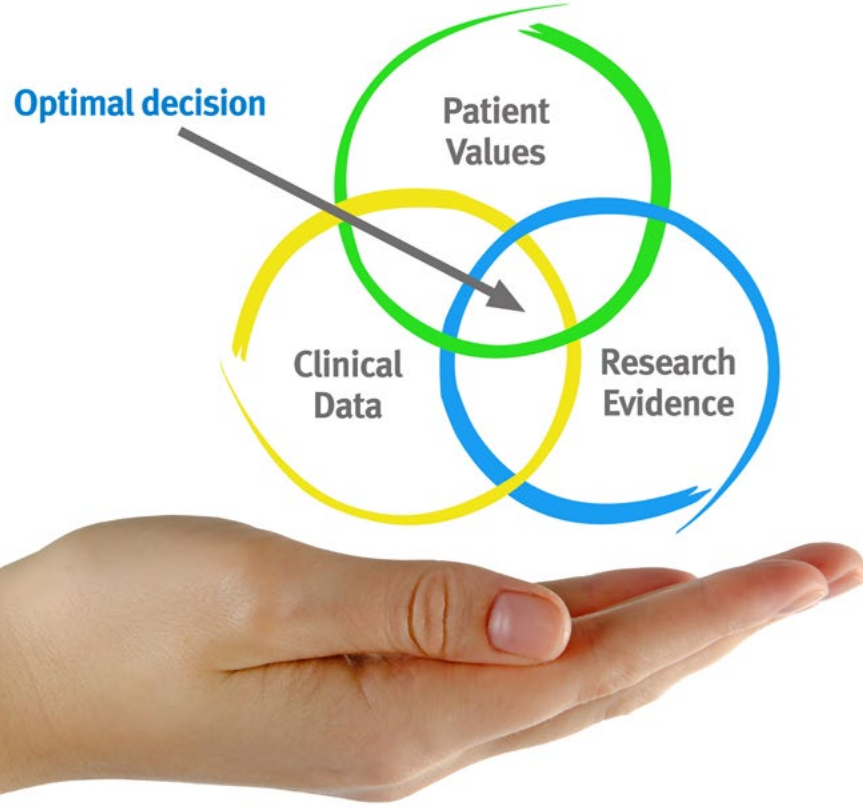 Optimal decision
Patient
Values
Clinical
Data
Research
Evidence